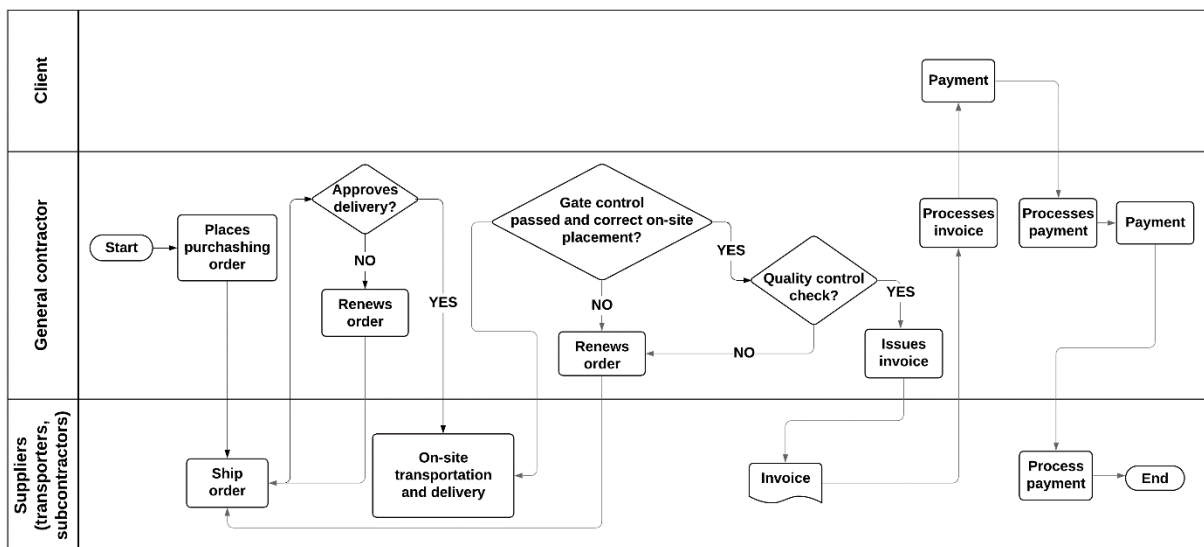 Client
Payment
General contractor
Start
Places
purchashing
order
Approves
delivery?
NO
Renews
order
YES
Gate control
passed and correct on-site
placement?
YES
NO
Renews
order
Quality control
check?
NO
YES
Issues
invoice
Processes
invoice
Processes
payment
Payment
Suppliers
(transporters,
subcontractors)
Ship
order
On-site
transportation
and delivery
Invoice
Process
payment
End